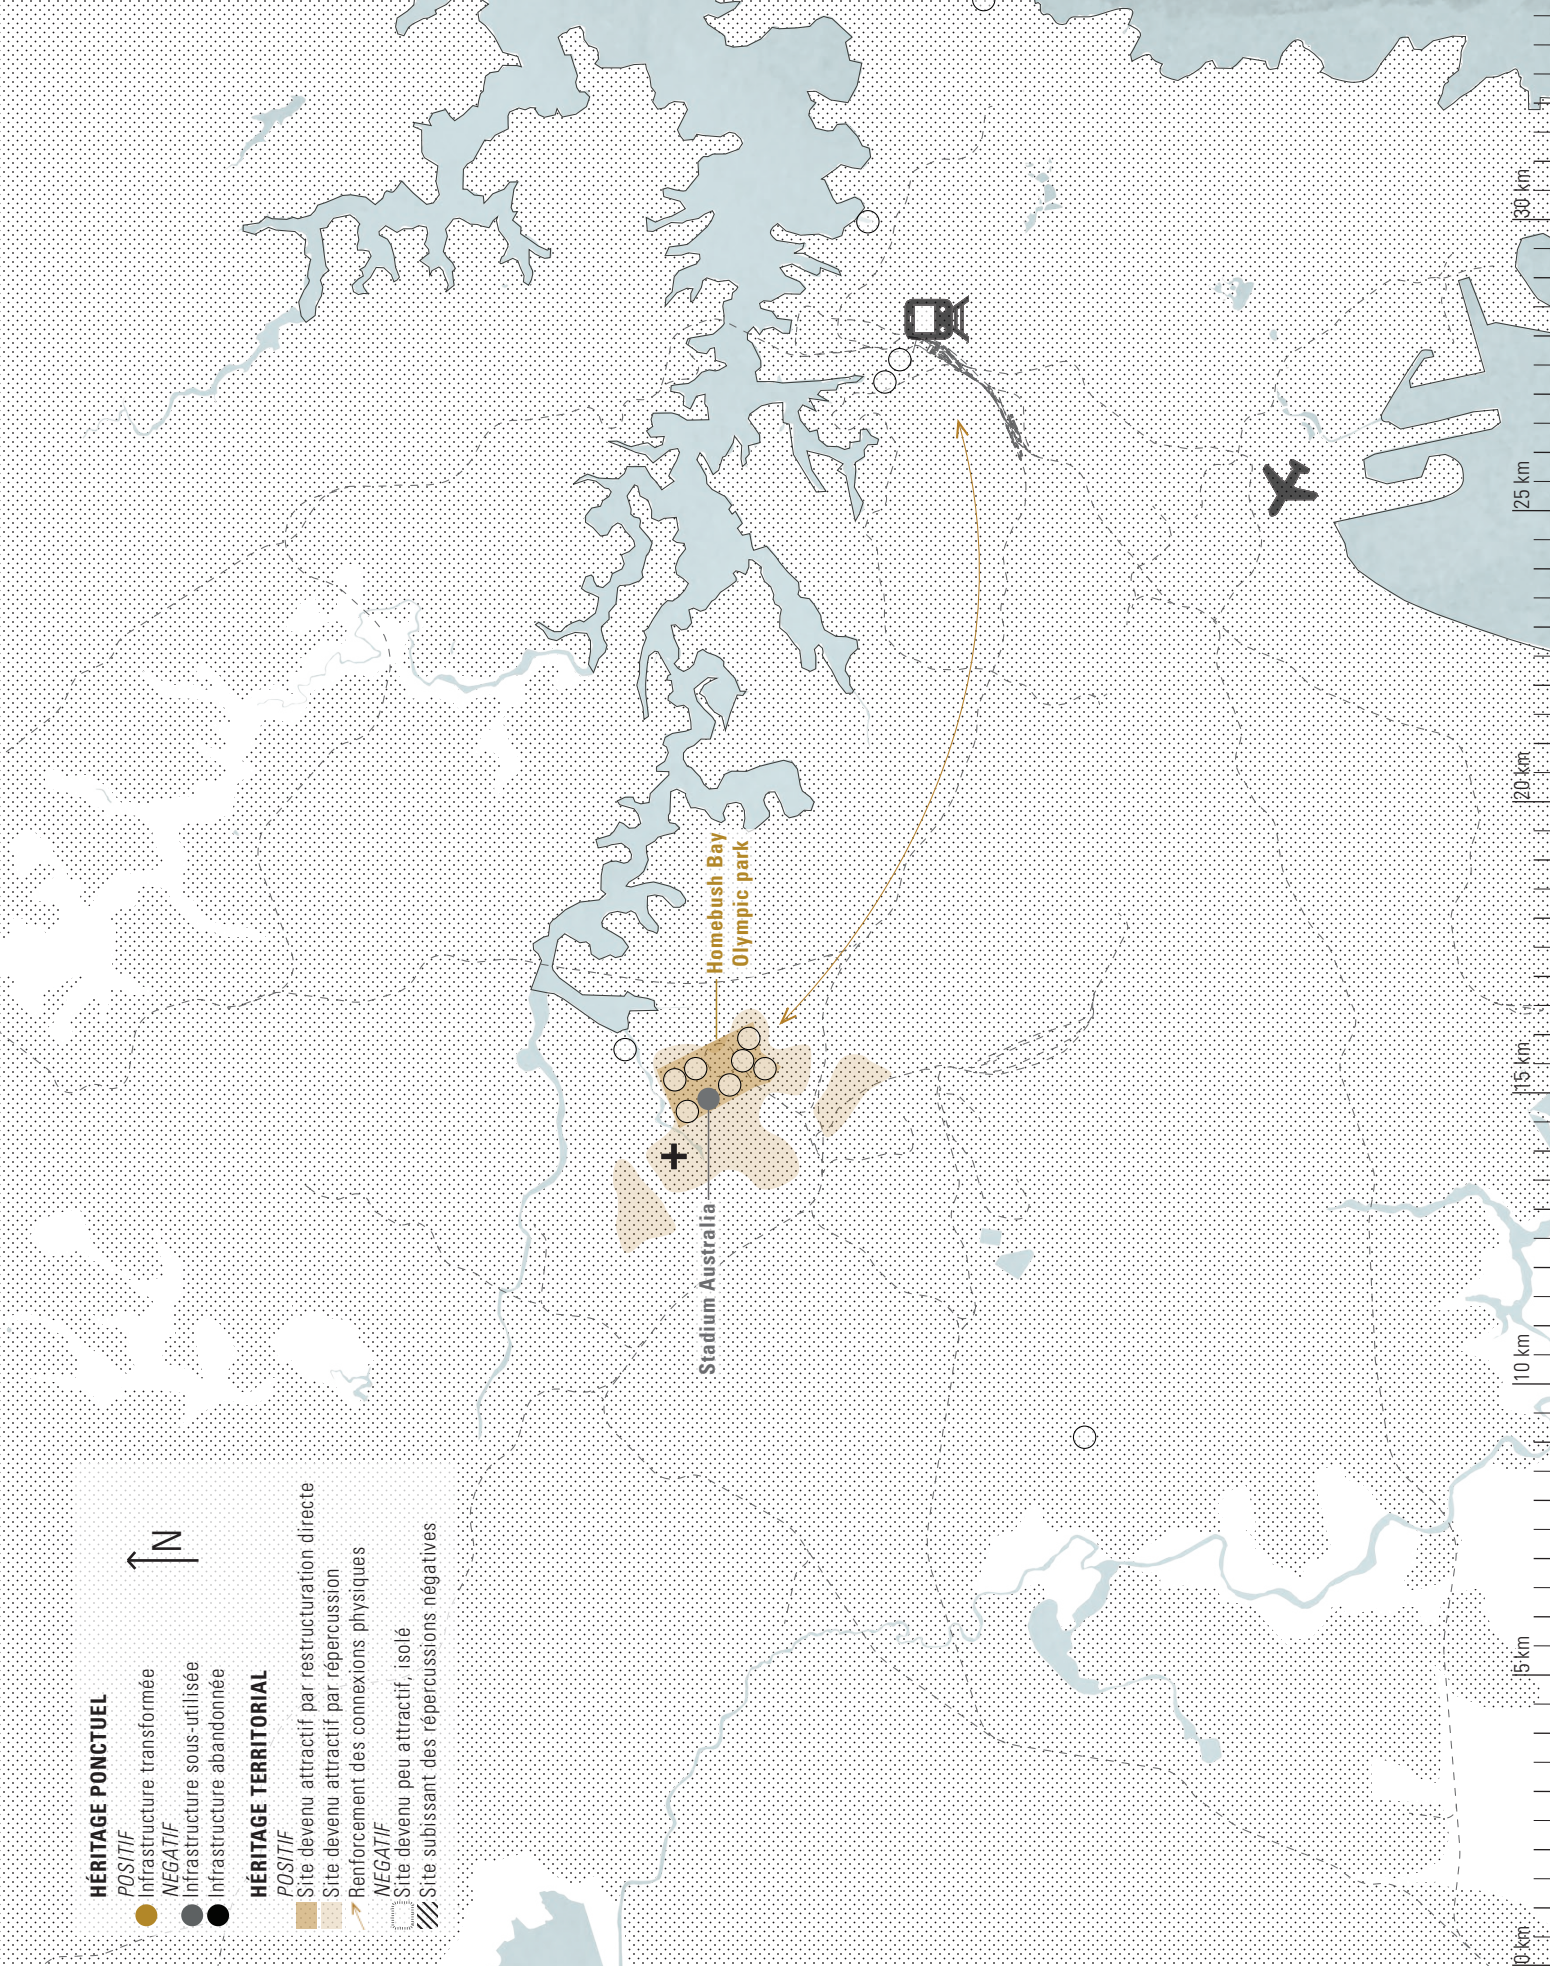 HÉRITAGE PONCTUEL
POSITIF
Infrastructure transformée
NEGATIF
Infrastructure sous-utilisée
Infrastructure abandonnée
HÉRITAGE TERRITORIAL
POSITIF
Site devenu attractif par restructuration directe
Site devenu attractif par répercussion
Renforcement des connexions physiques
NEGATIF
Site devenu peu attractif, isolé
Site subissant des répercussions négatives
N
Stadium Australia
Homebush Bay
Olympic park
0 km
5 km
10 km
15 km
20 km
25 km
30 km